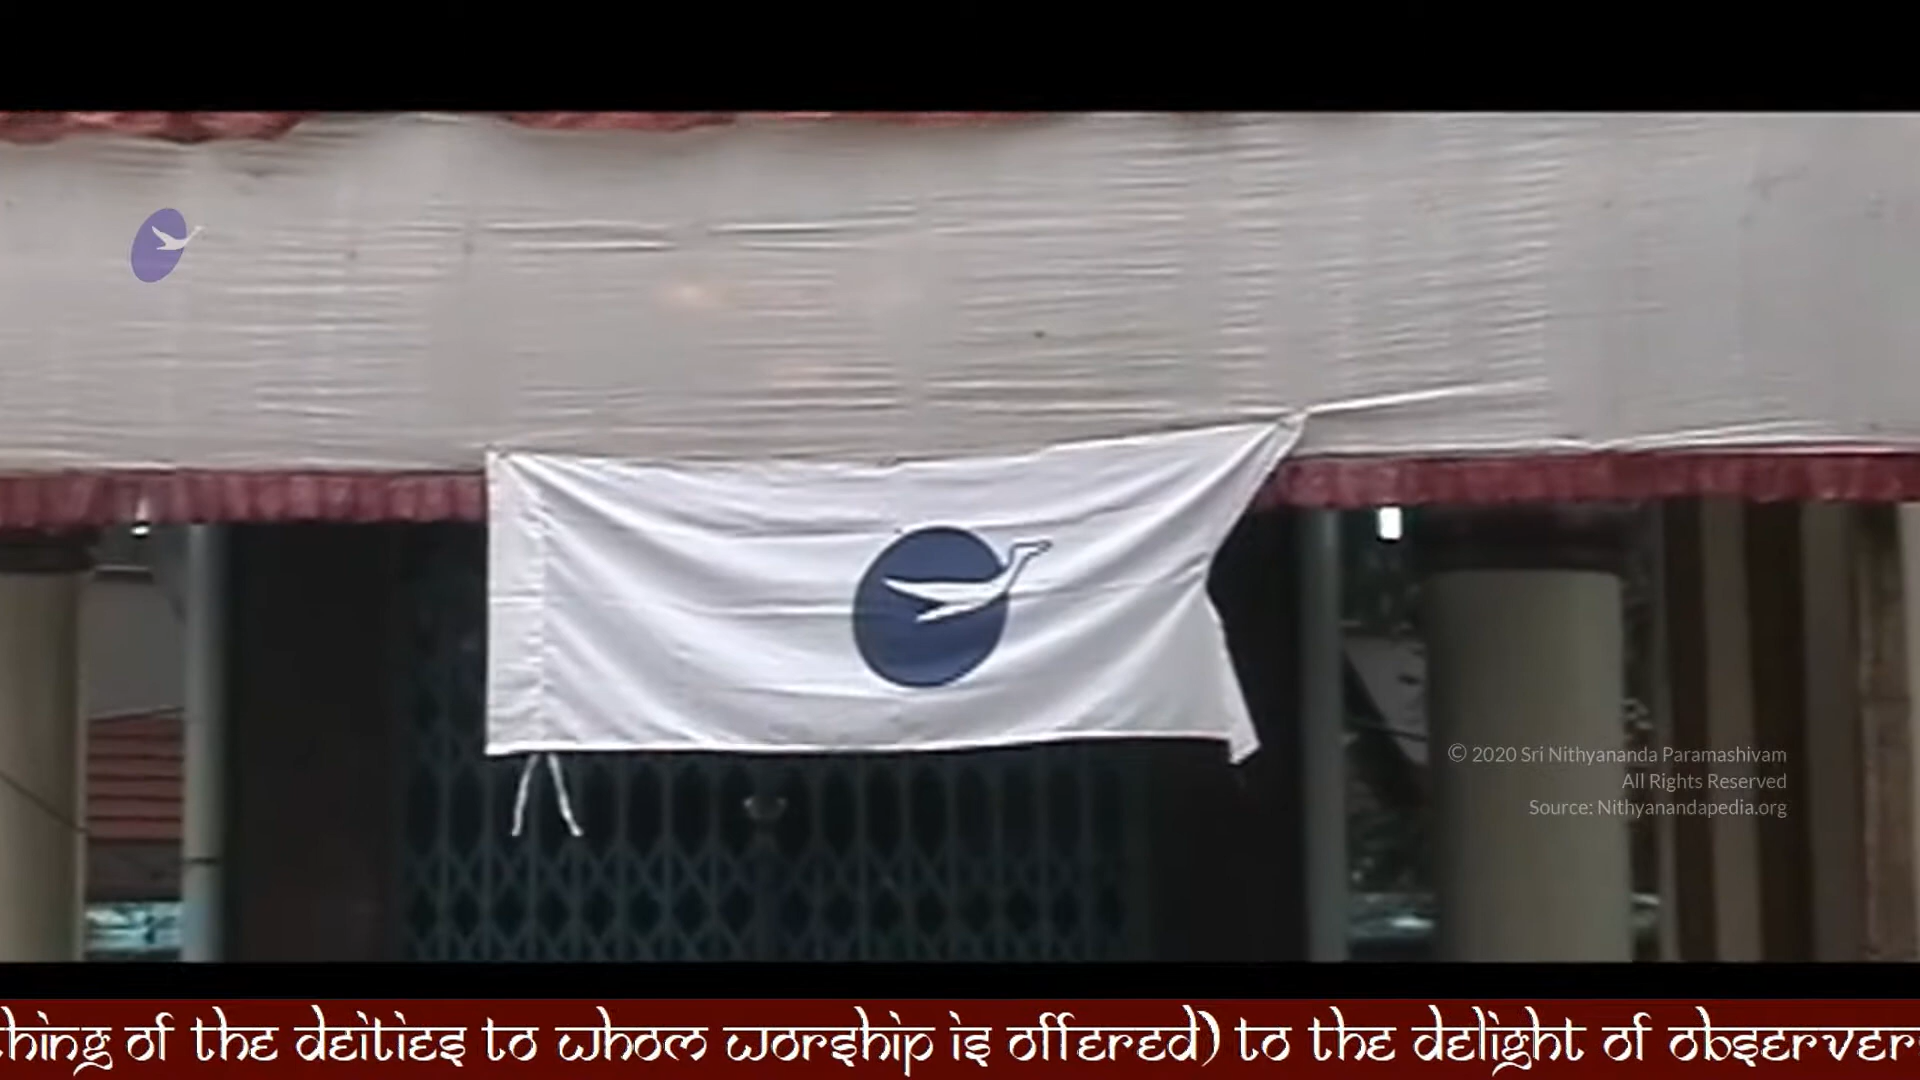 © 2020 Sri Nithyananda Paramashivam
All Rights Reserved
Source: Nithyanandapedia.org
thing of the deities to whom worship is offered) to the delight of observer